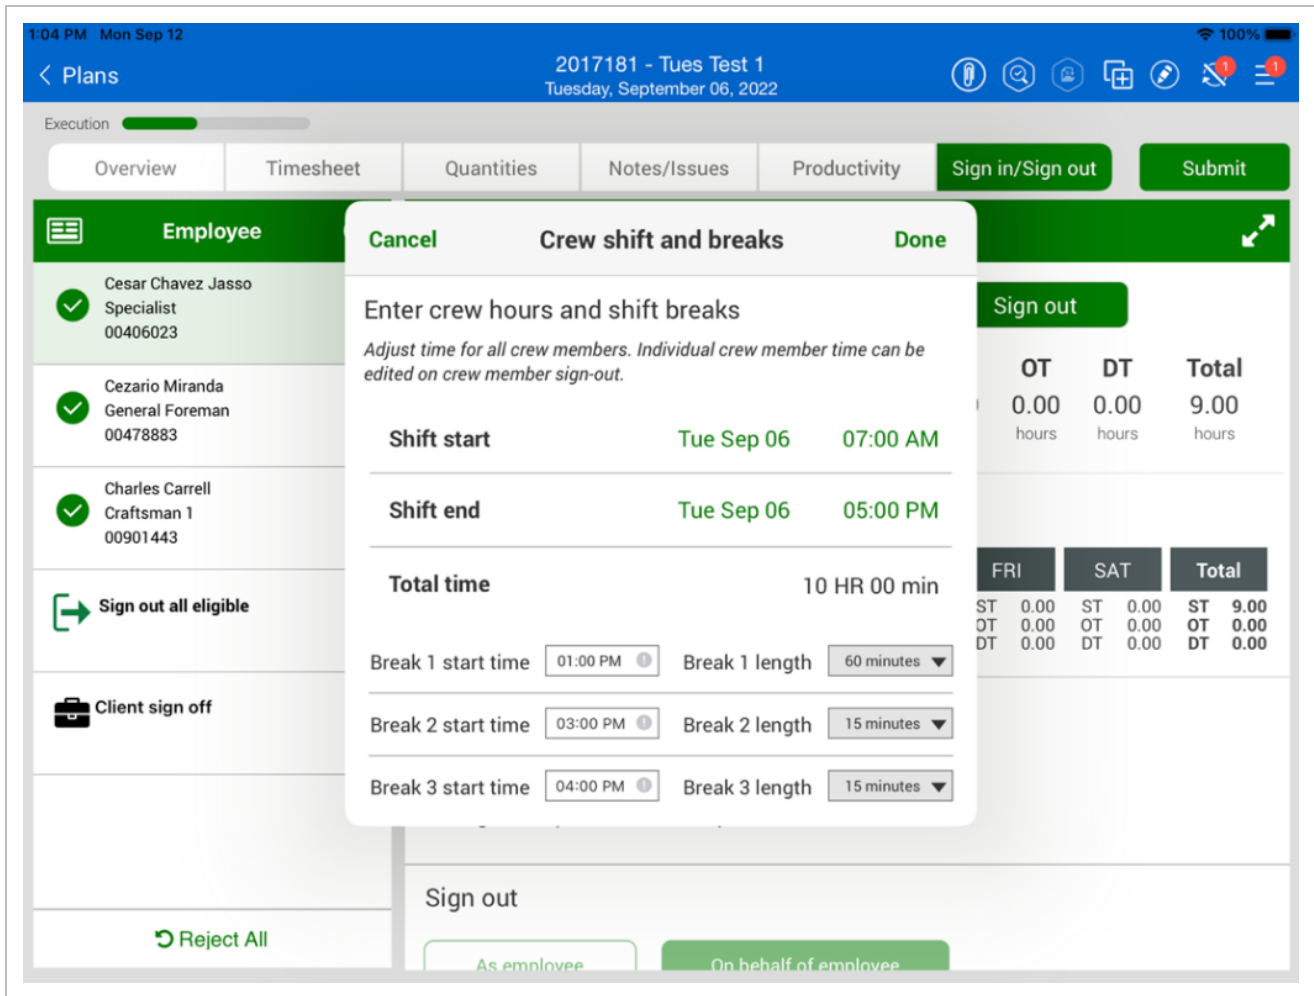 1:04 PM Mon Sep 12
100%
Plans
2017181 - Tues Test 1
Tuesday, September 06, 2022
1
1
Execution
Overview
Timesheet
Quantities
Notes/Issues
Productivity
Sign in/Sign out
Submit
Employee
Cesar Chavez Jasso
Specialist
00406023
Cezario Miranda
General Foreman
00478883
Charles Carrell
Craftsman 1
00901443
Sign out all eligible
Client sign off
Reject All
Cancel
Crew shift and breaks
Done
Enter crew hours and shift breaks
Adjust time for all crew members. Individual crew member time can be
edited on crew member sign-out.
Shift start Tue Sep 06 07:00 AM
Shift end Tue Sep 06 05:00 PM
Total time 10 HR 00 min
Break 1 start time 01:00 PM Break 1 length 60 minutes
Break 2 start time 03:00 PM Break 2 length 15 minutes
Break 3 start time 04:00 PM Break 3 length 15 minutes
Sign out
OT DT Total
0.00 0.00 9.00
hours hours hours
FRI SAT Total
ST 0.00 ST 0.00 ST 9.00
OT 0.00 OT 0.00 OT 0.00
DT 0.00 DT 0.00 DT 0.00
Sign out
As employee
On behalf of employee